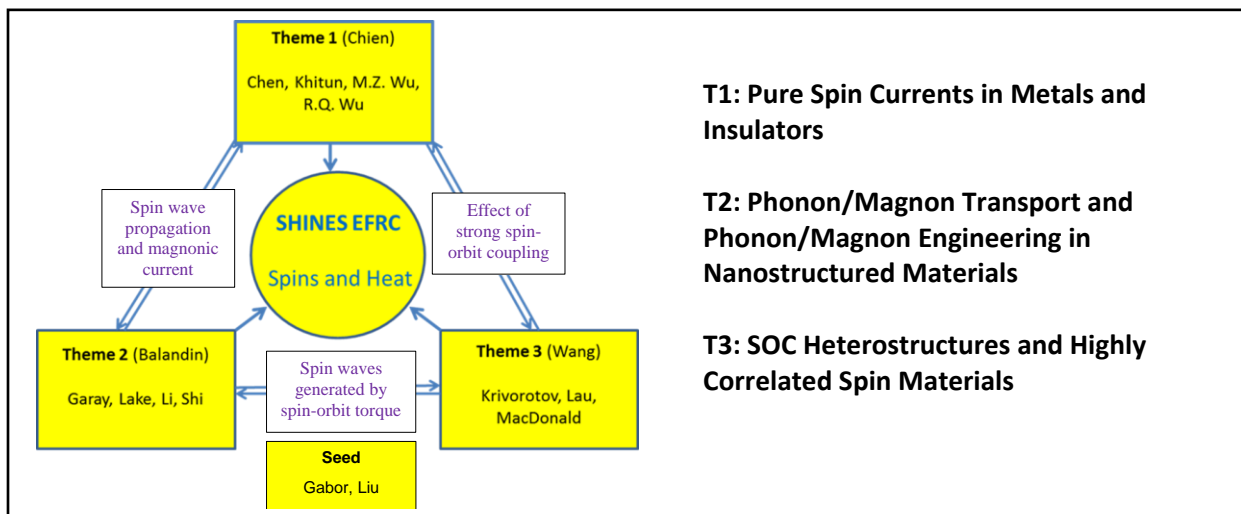 Theme 1 (Chien)
Chen, Khitun, M.Z. Wu,
R.Q. Wu
Spin wave
propagation
and magnonic
current
SHINES EFRC
Spins and Heat
Effect of
strong spin-
orbit coupling
Theme 2 (Balandin)
Garay, Lake, Li, Shi
Spin waves
generated by
spin-orbit torque
Theme 3 (Wang)
Krivorotov, Lau,
MacDonald
Seed
Gabor, Liu
T1: Pure Spin Currents in Metals and
Insulators
T2: Phonon/Magnon Transport and
Phonon/Magnon Engineering in
Nanostructured Materials
T3: SOC Heterostructures and Highly
Correlated Spin Materials